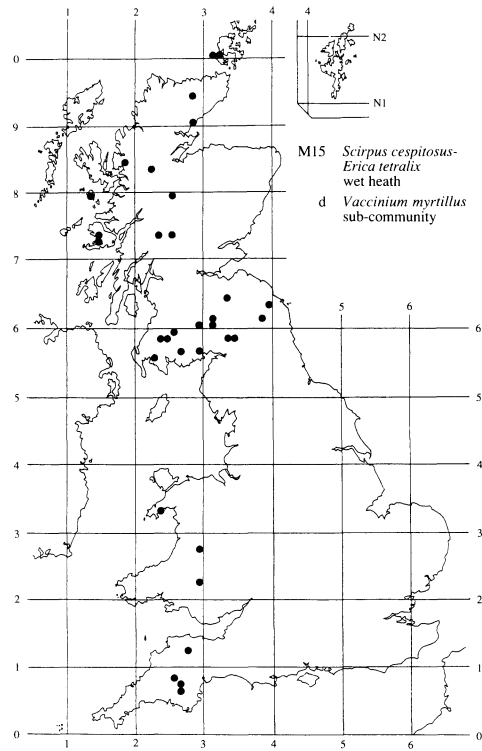 1 2 3 4 4
N2
0
N1
9
M15 Scirpus cespitosus-
Erica tetralix
wet heath
8
d Vaccinium myrtillus
sub-community
7
5 6
6 6
5 5
4 4
3 3
2 2
1 1
0 0
1 2 3 4 5 6